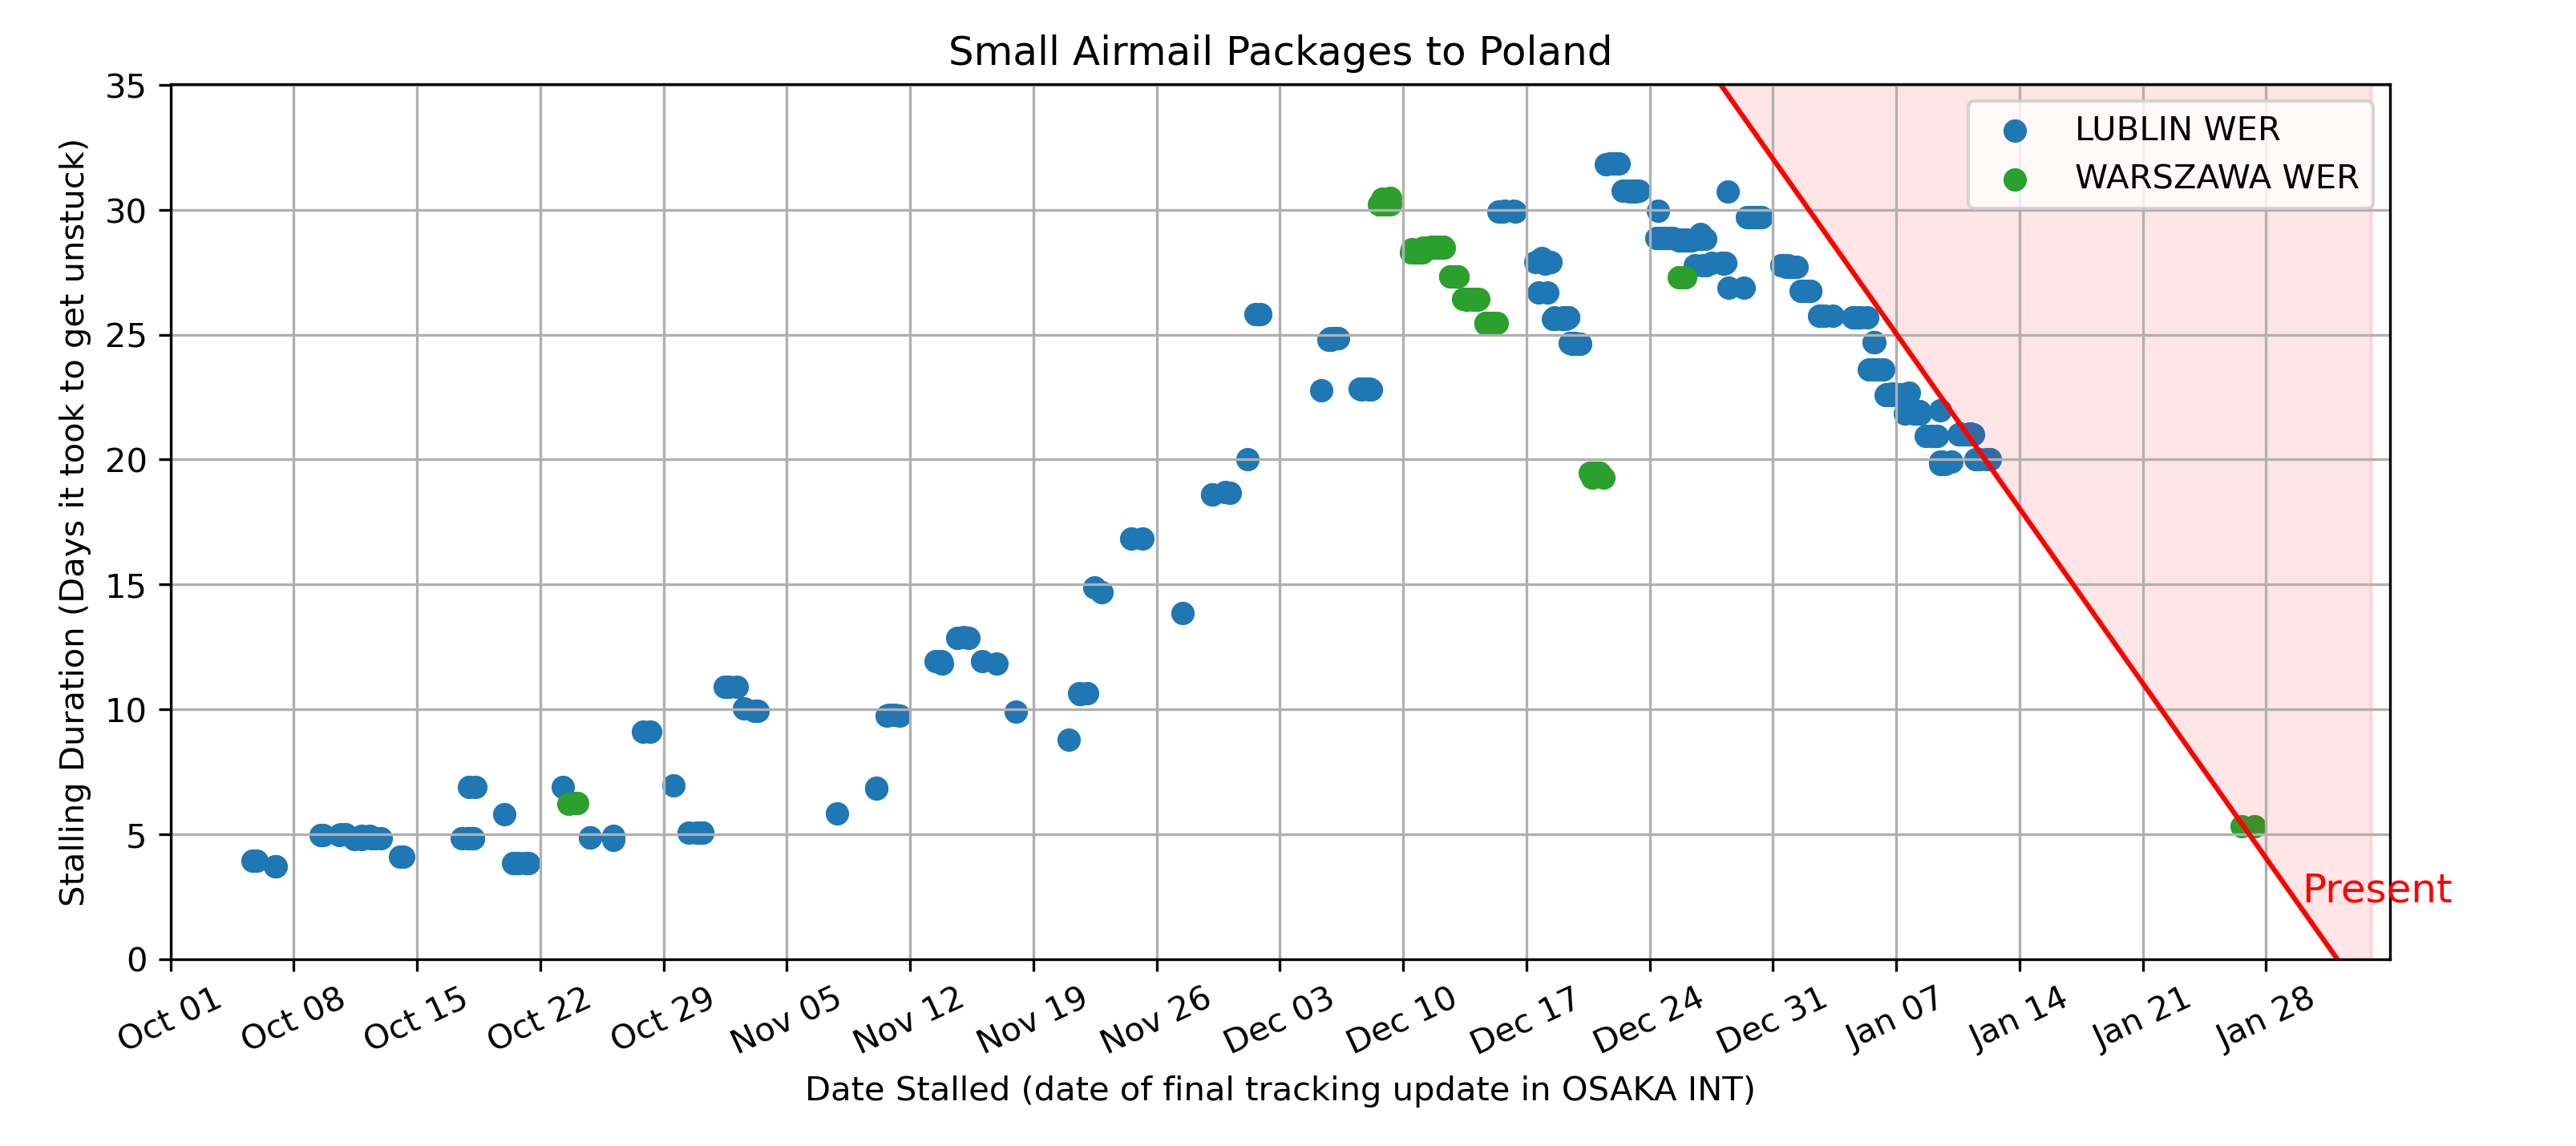 Small Airmail Packages to Poland
Stalling Duration (Days it took to get unstuck)
35
30
25
20
15
10
5
0
LUBLIN WER
WARSZAWA WER
Present
Oct 01
Oct 08
Oct 15
Oct 22
Oct 29
Nov 05
Nov 12
Nov 19
Nov 26
Dec 03
Dec 10
Dec 17
Dec 24
Dec 31
Jan 07
Jan 14
Jan 21
Jan 28
Date Stalled (date of final tracking update in OSAKA INT)